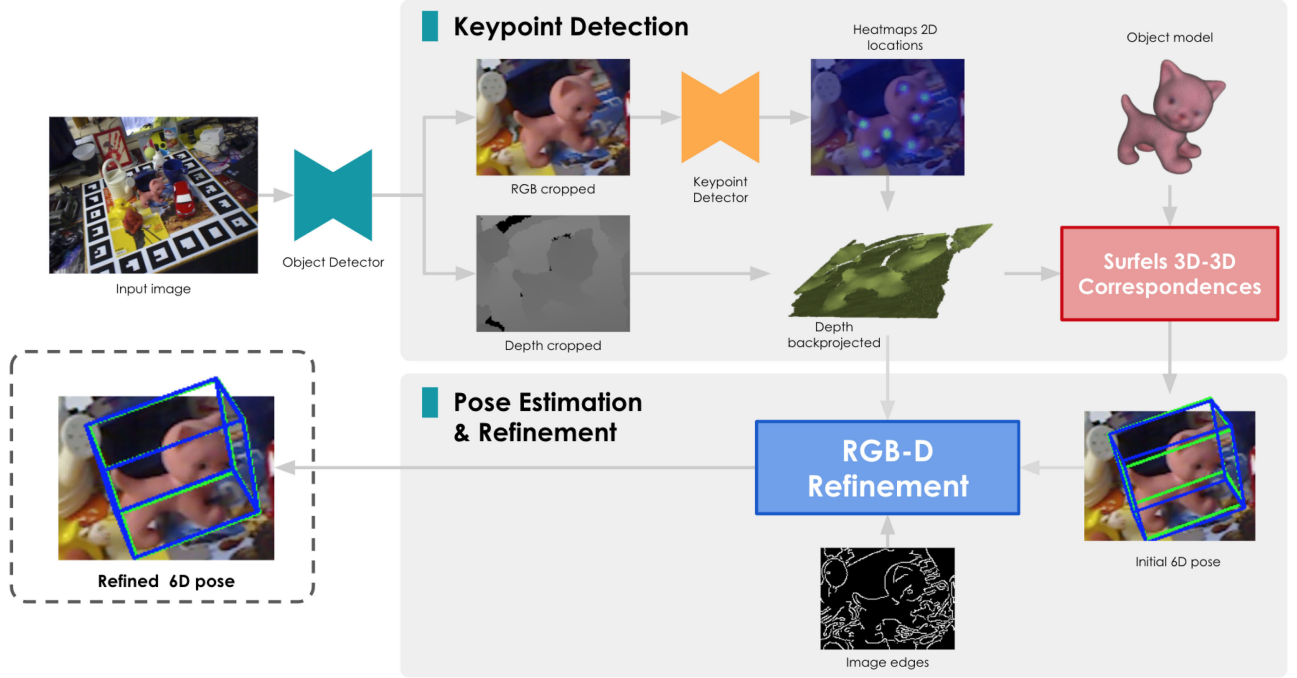 Keypoint Detection
Heatmaps 2D
locations
Object model
RGB cropped
Keypoint
Detector
Input image
Object Detector
Depth cropped
Depth
backprojected
Surfels 3D-3D
Correspondences
Pose Estimation
& Refinement
RGB-D
Refinement
Initial 6D pose
Refined 6D pose
Image edges